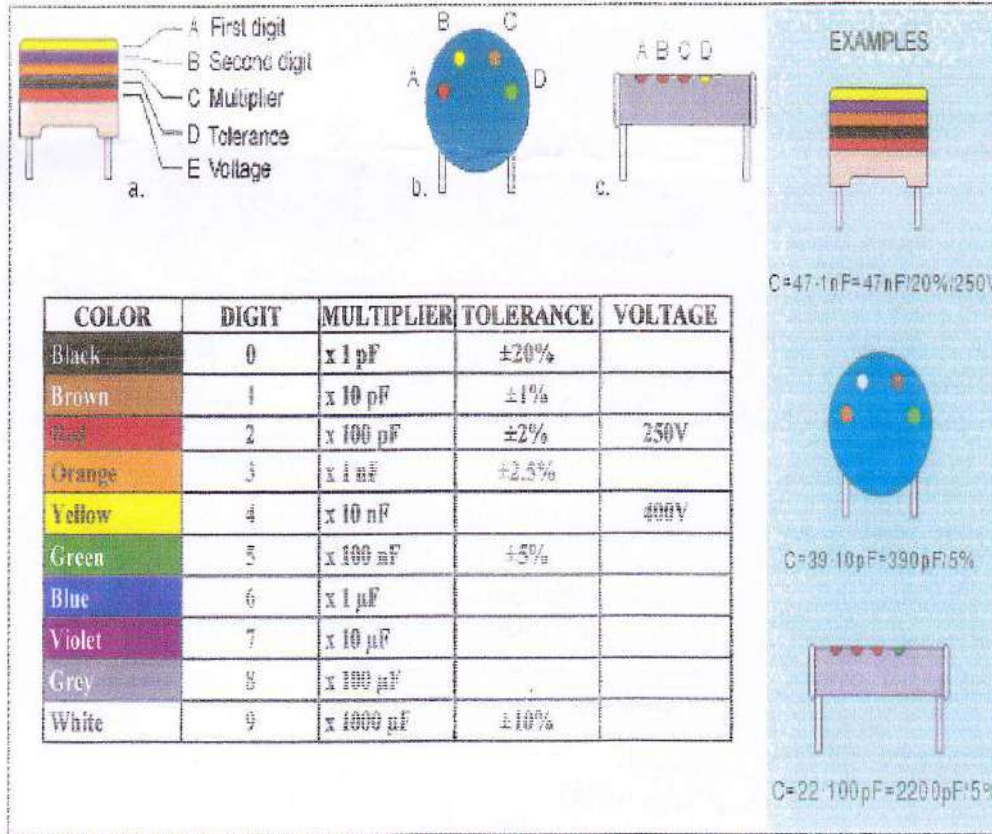 A First digit
B Second digit
C Multiplier
D Tolerance
E Voltage
a.
B C
A D
b.
A B C D
c.
EXAMPLES
C=47·1nF=47nF/20%/250V
C=39·10pF=390pF/5%
C=22·100pF=2200pF/5%
COLOR DIGIT MULTIPLIER TOLERANCE VOLTAGE
Black 0 x 1 pF ±20%
Brown 1 x 10 pF ±1%
Red 2 x 100 pF ±2% 250V
Orange 3 x 1 nF ±2.5%
Yellow 4 x 10 nF 400V
Green 5 x 100 nF ±5%
Blue 6 x 1 µF
Violet 7 x 10 µF
Grey 8 x 100 µF
White 9 x 1000 µF ±10%